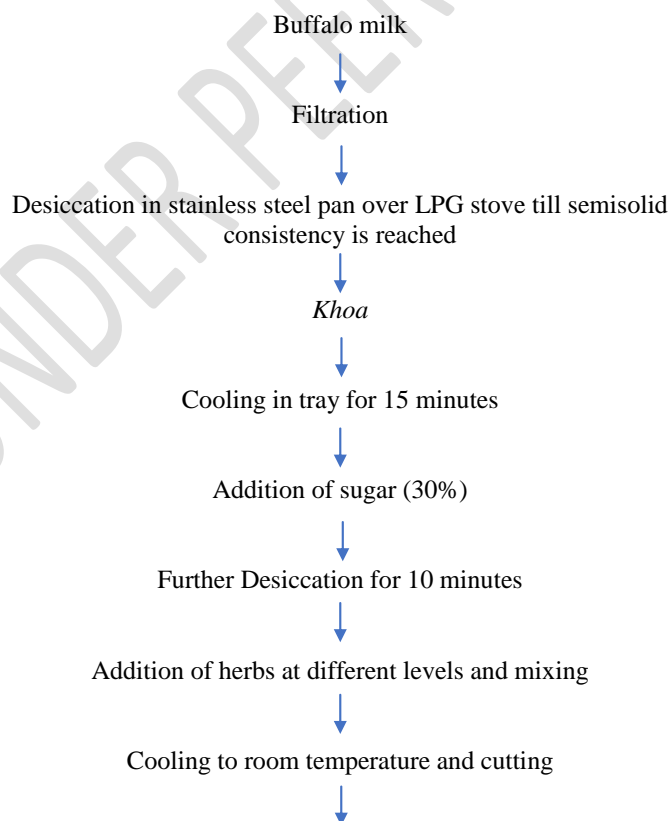 Buffalo milk
Filtration
Desiccation in stainless steel pan over LPG stove till semisolid
consistency is reached
Khoa
Cooling in tray for 15 minutes
Addition of sugar (30%)
Further Desiccation for 10 minutes
Addition of herbs at different levels and mixing
Cooling to room temperature and cutting
UNDER PEER